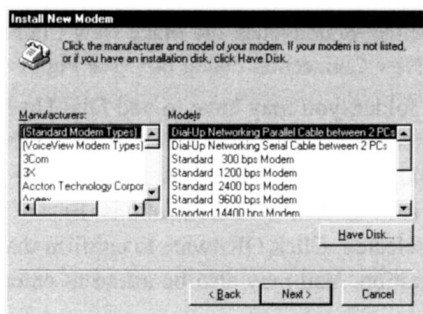 Install New Modem
Click the manufacturer and model of your modem. If your modem is not listed,
or if you have an installation disk, click Have Disk.
Manufacturers:
(Standard Modem Types)
(VoiceView Modem Types)
3Com
3X
Accton Technology Corpor
Models
Dial-Up Networking Parallel Cable between 2 PCs
Dial-Up Networking Serial Cable between 2 PCs
Standard 300 bps Modem
Standard 1200 bps Modem
Standard 2400 bps Modem
Standard 9600 bps Modem
Standard 14400 bps Modem
Have Disk...
< Back
Next >
Cancel